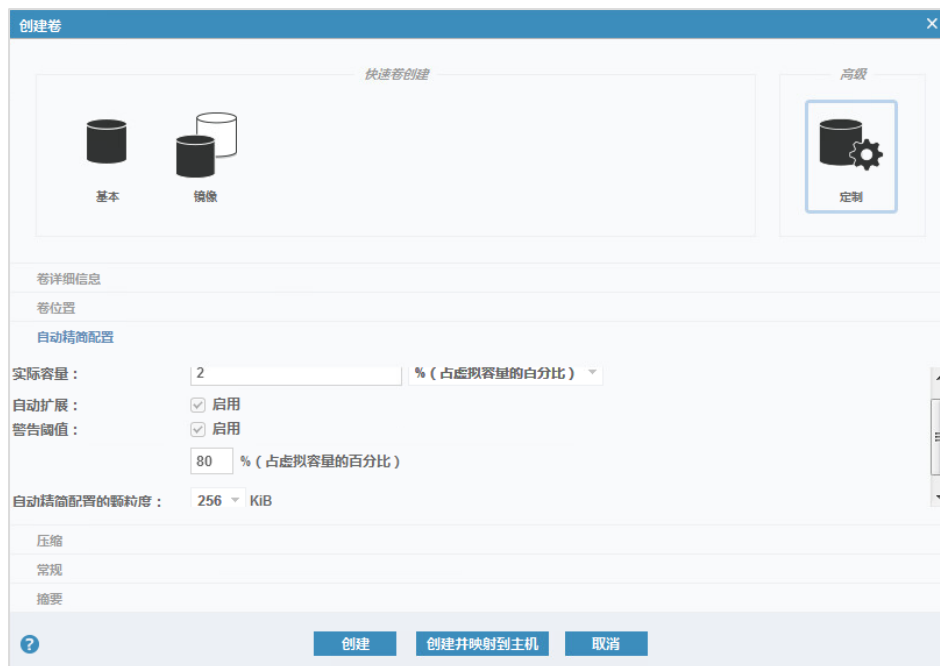 创建卷
快速卷创建
高级
基本
镜像
定制
卷详细信息
卷位置
自动精简配置
实际容量： 2 %（占虚拟容量的百分比）
自动扩展： 启用
警告阈值： 启用
80 %（占虚拟容量的百分比）
自动精简配置的颗粒度： 256 KiB
压缩
常规
摘要
? 创建 创建并映射到主机 取消